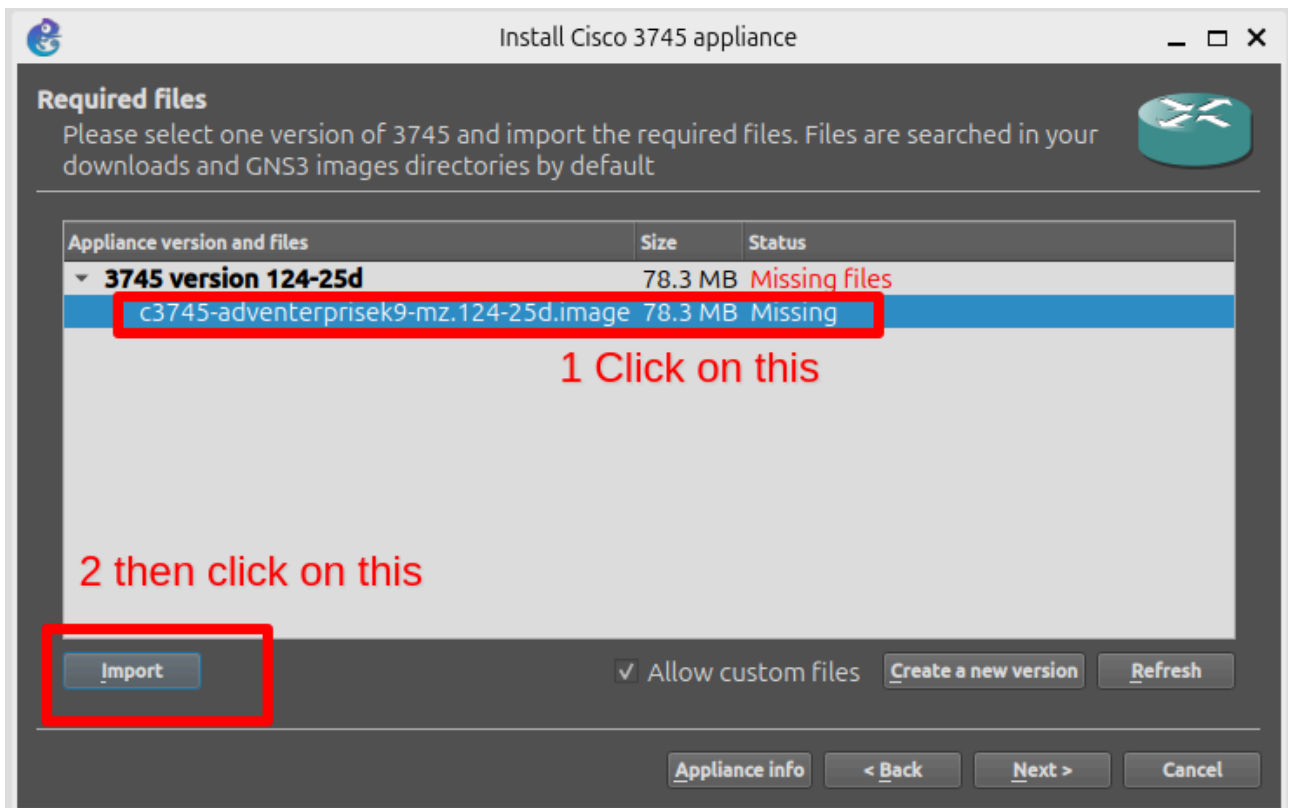 Install Cisco 3745 appliance
Required files
Please select one version of 3745 and import the required files. Files are searched in your
downloads and GNS3 images directories by default
Appliance version and files Size Status
3745 version 124-25d 78.3 MB Missing files
c3745-adventerprisek9-mz.124-25d.image 78.3 MB Missing
1 Click on this
2 then click on this
Import Allow custom files Create a new version Refresh
Appliance info < Back Next > Cancel